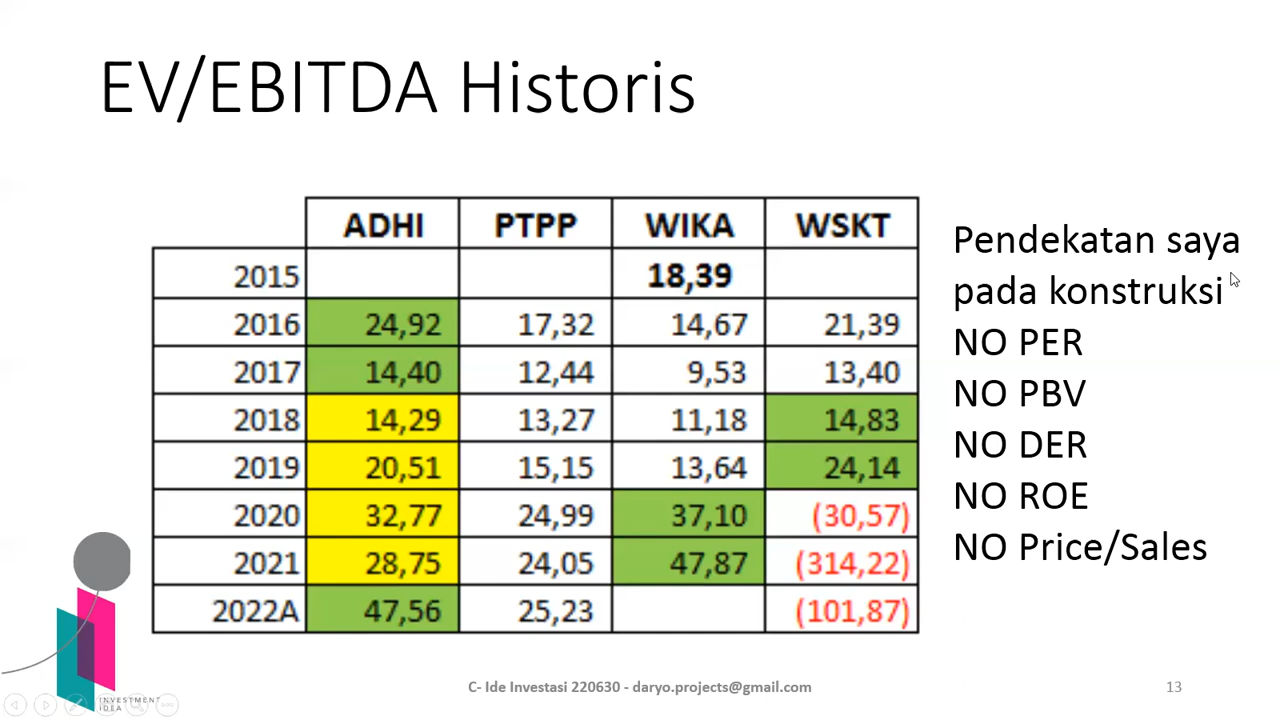 EV/EBITDA Historis
ADHI PTPP WIKA WSKT
2015 18,39
2016 24,92 17,32 14,67 21,39
2017 14,40 12,44 9,53 13,40
2018 14,29 13,27 11,18 14,83
2019 20,51 15,15 13,64 24,14
2020 32,77 24,99 37,10 (30,57)
2021 28,75 24,05 47,87 (314,22)
2022A 47,56 25,23 (101,87)
Pendekatan saya
pada konstruksi
NO PER
NO PBV
NO DER
NO ROE
NO Price/Sales
INVESTMENT
IDEA
C- Ide Investasi 220630 - daryo.projects@gmail.com
13